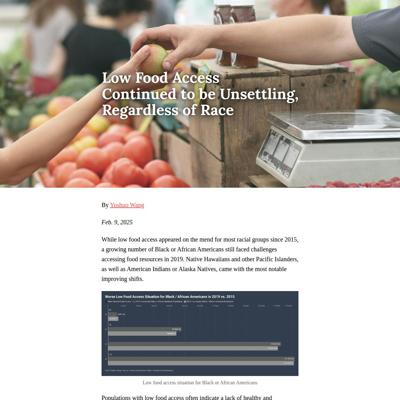 Low Food Access
Continued to be Unsettling,
Regardless of Race
By Yoshuo Wang
Feb. 9, 2025
While low food access appeared on the mend for most racial groups since 2015,
a growing number of Black or African Americans still faced challenges
accessing food resources in 2019. Native Hawaiians and other Pacific Islanders,
as well as American Indians or Alaska Natives, came with the most notable
improving shifts.
Worse Low Food Access Situation for Black / African Americans in 2019 vs. 2015
Low food access situation for Black or African Americans
Populations with low food access often indicate a lack of healthy and